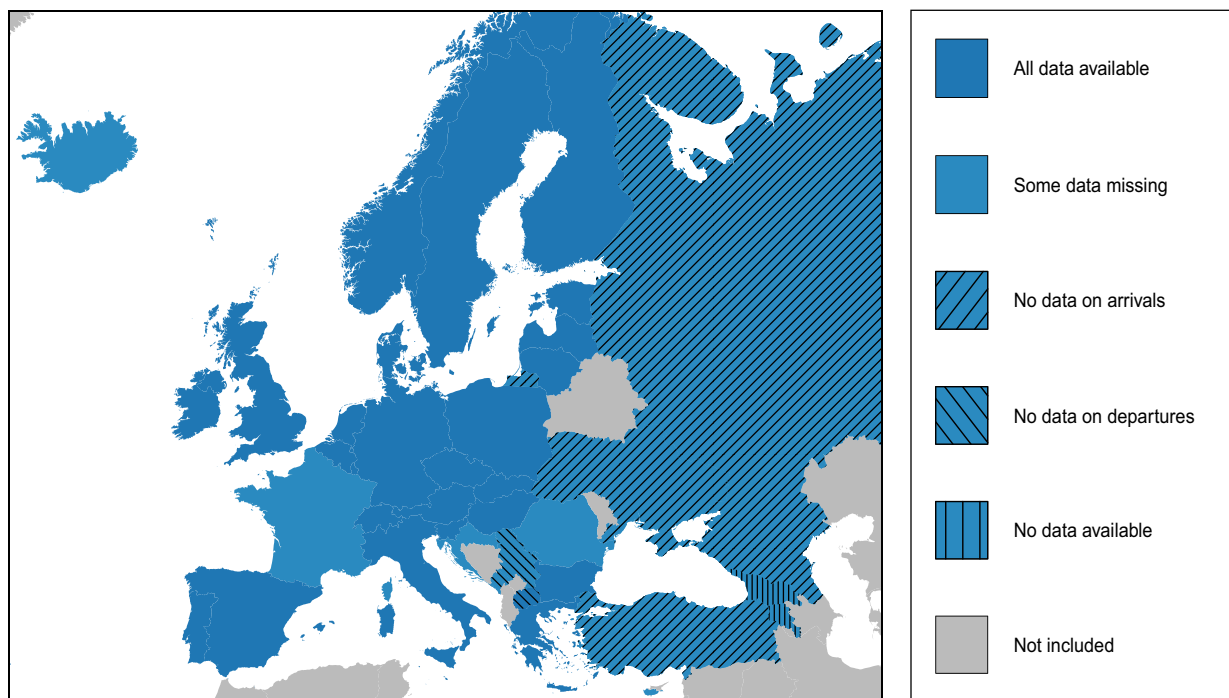 All data available
Some data missing
No data on arrivals
No data on departures
No data available
Not included